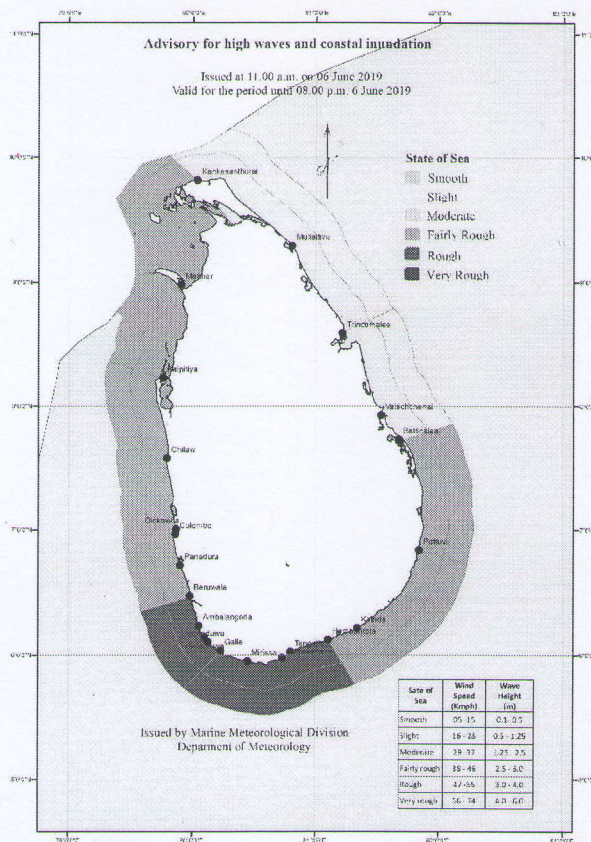 Advisory for high waves and coastal inundation
Issued at 11.00 a.m. on 06 June 2019
Valid for the period until 08.00 p.m. 6 June 2019
Kankesanthurai
State of Sea
Smooth
Slight
Moderate
Fairly Rough
Rough
Very Rough
Mullaitivu
Mannar
Trincomalee
Kalpitiya
Batticaloa
Chilaw
Colombo
Pottuvil
Panadura
Beruwala
Ambalangoda
Galle
Mirissa
Hambantota
Issued by Marine Meteorological Division
Deparment of Meteorology
Sate of Sea Wind Speed (Kmph) Wave Height (m)
Smooth 05-15 0.1-0.5
Slight 16-28 0.5-1.25
Moderate 29-37 1.25-2.5
Fairly rough 38-46 2.5-3.0
Rough 47-55 3.0-4.0
Very rough 56-74 4.0-6.0